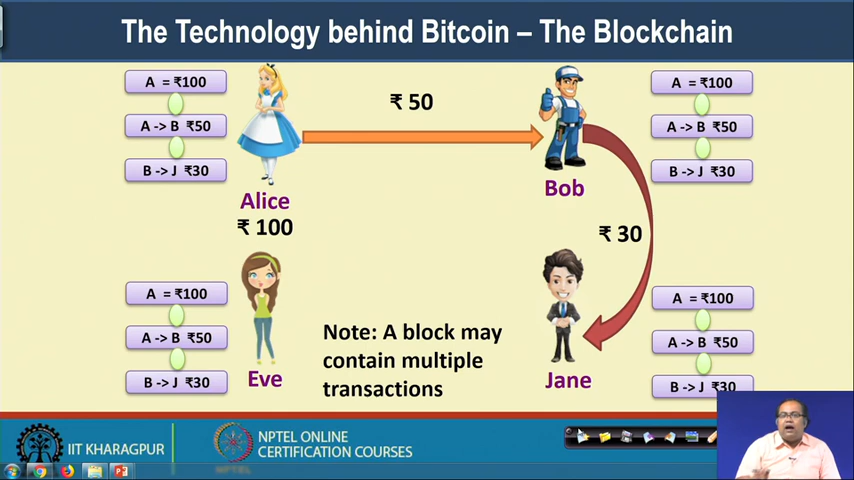 The Technology behind Bitcoin – The Blockchain
A = ₹100
A -> B ₹50
B -> J ₹30
₹ 50
A = ₹100
A -> B ₹50
B -> J ₹30
Alice
₹ 100
Bob
₹ 30
A = ₹100
A -> B ₹50
B -> J ₹30
Eve
Note: A block may
contain multiple
transactions
Jane
A = ₹100
A -> B ₹50
B -> J ₹30
IIT KHARAGPUR
NPTEL ONLINE
CERTIFICATION COURSES
NPTEL